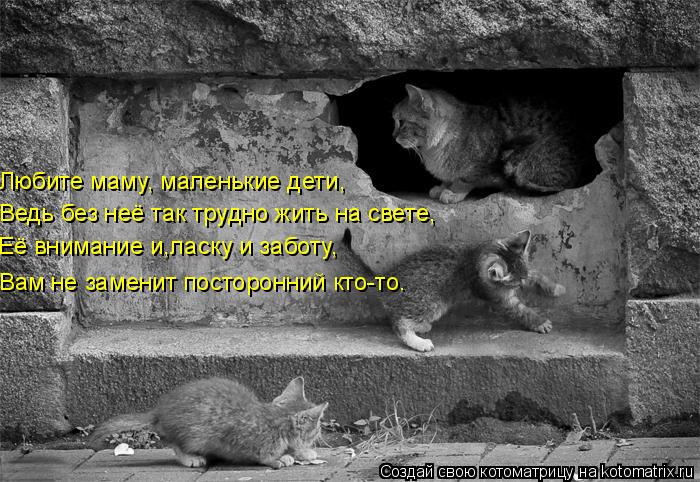 Любите маму, маленькие дети,
Ведь без неё так трудно жить на свете,
Её внимание и,ласку и заботу,
Вам не заменит посторонний кто-то.
Создай свою котоматрицу на kotomatrix.ru